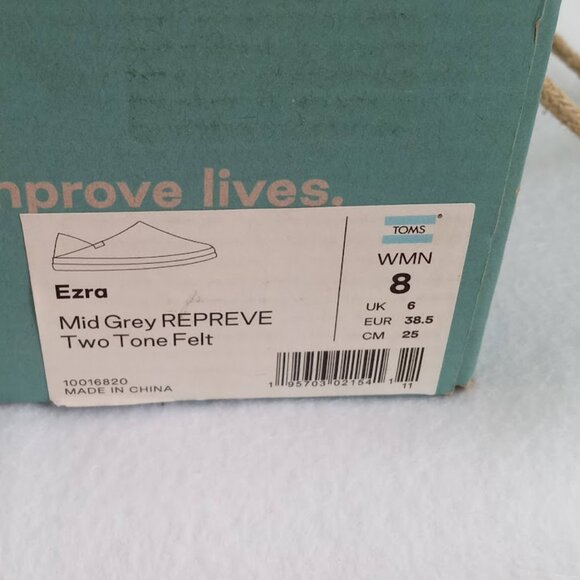 mprove lives.
TOMS
WMN
8
UK 6
EUR 38.5
CM 25
Ezra
Mid Grey REPREVE
Two Tone Felt
10016820
MADE IN CHINA
1 95703 02154 1 11